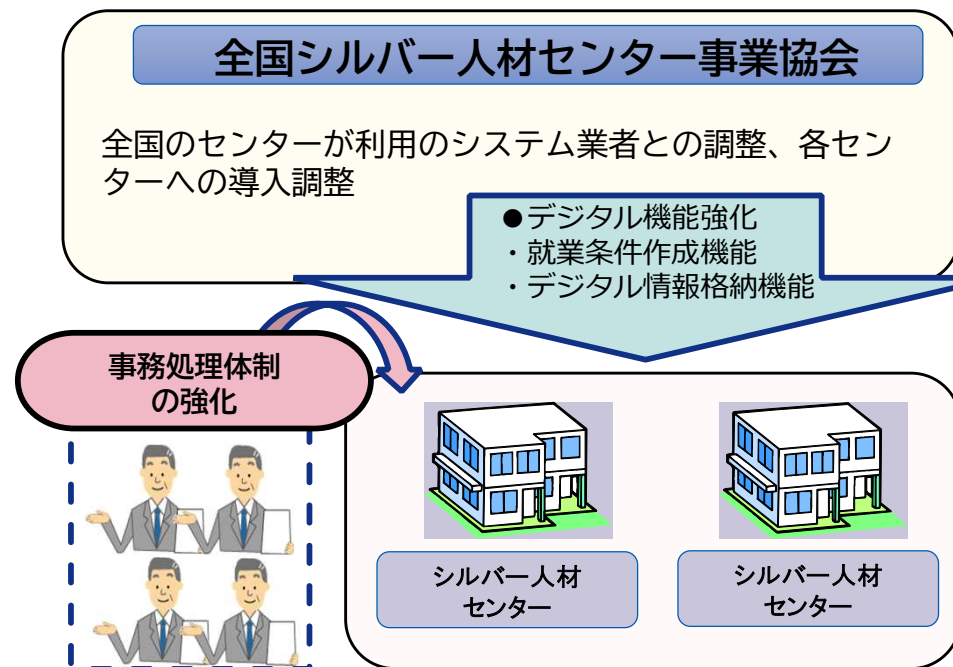 全国シルバー人材センター事業協会
全国のセンターが利用のシステム業者との調整、各セン
ターへの導入調整
●デジタル機能強化
・就業条件作成機能
・デジタル情報格納機能
事務処理体制
の強化
シルバー人材
センター
シルバー人材
センター